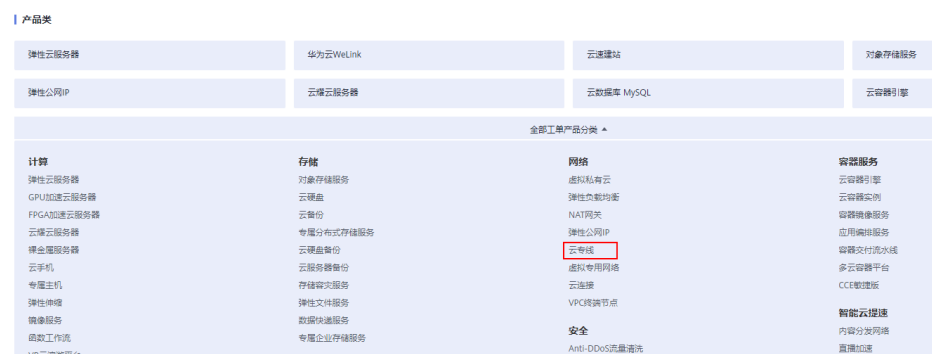 产品类
弹性云服务器
华为云WeLink
云速建站
对象存储服务
弹性公网IP
云耀云服务器
云数据库 MySQL
云容器引擎
全部工单产品分类
计算
弹性云服务器
GPU加速云服务器
FPGA加速云服务器
云耀云服务器
裸金属服务器
云手机
专属主机
弹性伸缩
镜像服务
函数工作流
存储
对象存储服务
云硬盘
云备份
专属分布式存储服务
云硬盘备份
云服务器备份
存储容灾服务
弹性文件服务
数据快递服务
专属企业存储服务
网络
虚拟私有云
弹性负载均衡
NAT网关
弹性公网IP
云专线
虚拟专用网络
云连接
VPC终端节点
安全
Anti-DDoS流量清洗
容器服务
云容器引擎
云容器实例
容器镜像服务
应用编排服务
容器交付流水线
多云容器平台
CCE敏捷版
智能云提速
内容分发网络
直播加速